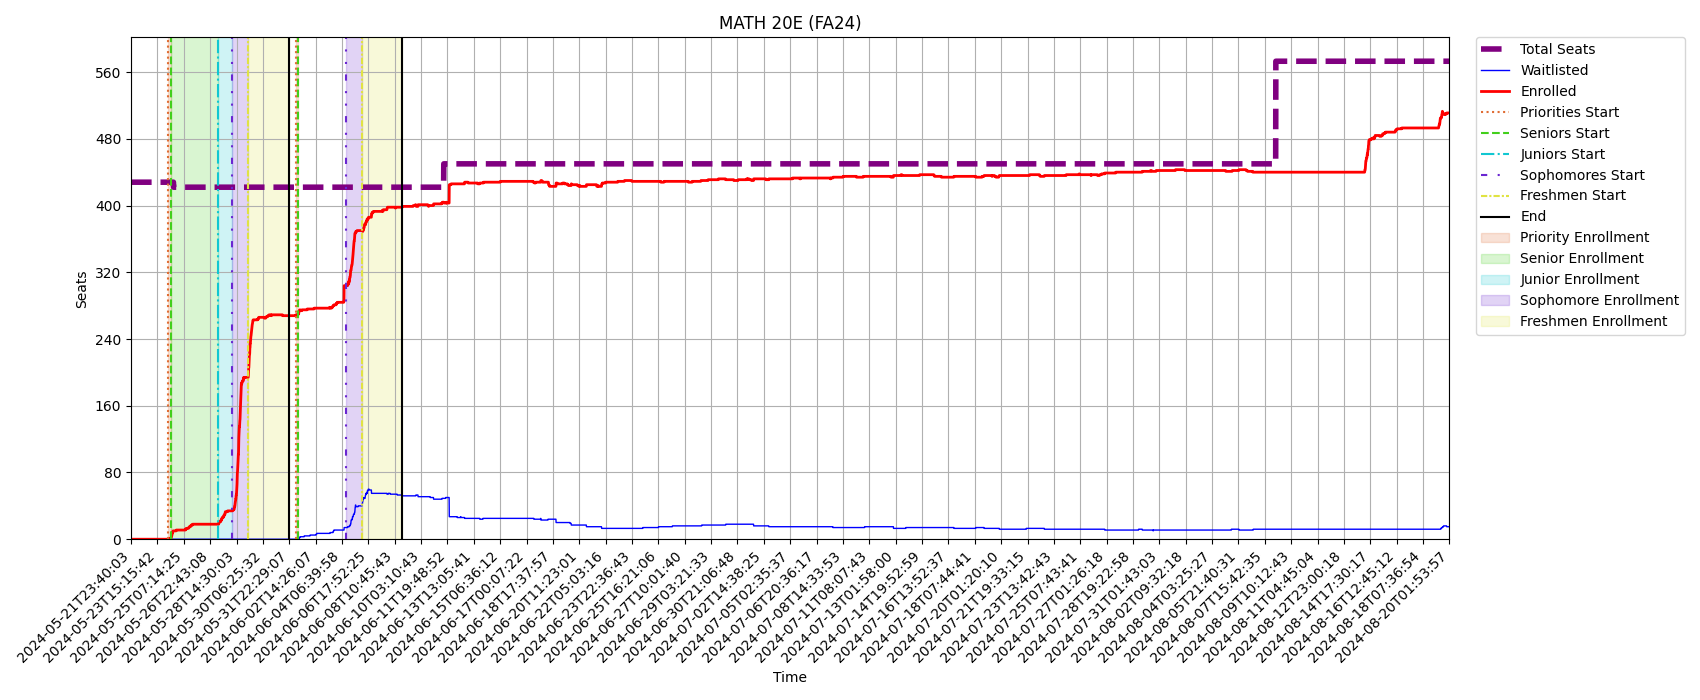 MATH 20E (FA24)
Seats
560
480
400
320
240
160
80
0
2024-05-21T23:40:03
2024-05-23T15:15:42
2024-05-25T07:14:25
2024-05-26T22:43:08
2024-05-28T14:30:03
2024-05-30T06:25:32
2024-05-31T22:29:07
2024-06-02T14:26:07
2024-06-04T06:39:58
2024-06-06T17:52:23
2024-06-08T10:45:43
2024-06-10T03:10:43
2024-06-11T19:48:52
2024-06-13T13:05:41
2024-06-15T06:36:12
2024-06-17T00:07:22
2024-06-18T17:37:57
2024-06-20T11:23:01
2024-06-22T05:03:16
2024-06-23T22:36:43
2024-06-25T16:21:06
2024-06-27T10:01:40
2024-06-29T03:21:33
2024-06-30T21:06:48
2024-07-02T14:38:25
2024-07-05T02:35:37
2024-07-06T20:36:17
2024-07-08T14:33:53
2024-07-11T08:07:43
2024-07-13T01:58:00
2024-07-14T19:52:59
2024-07-16T13:52:37
2024-07-18T07:44:41
2024-07-20T01:20:10
2024-07-21T19:33:15
2024-07-23T13:42:43
2024-07-25T07:43:41
2024-07-27T01:26:18
2024-07-28T19:22:58
2024-07-31T01:43:03
2024-08-02T09:32:18
2024-08-04T03:25:27
2024-08-05T21:40:31
2024-08-07T15:42:35
2024-08-09T10:12:43
2024-08-11T04:45:04
2024-08-12T23:00:18
2024-08-14T17:30:17
2024-08-16T12:45:12
2024-08-18T07:36:54
2024-08-20T01:53:57
Time
Total Seats
Waitlisted
Enrolled
Priorities Start
Seniors Start
Juniors Start
Sophomores Start
Freshmen Start
End
Priority Enrollment
Senior Enrollment
Junior Enrollment
Sophomore Enrollment
Freshmen Enrollment